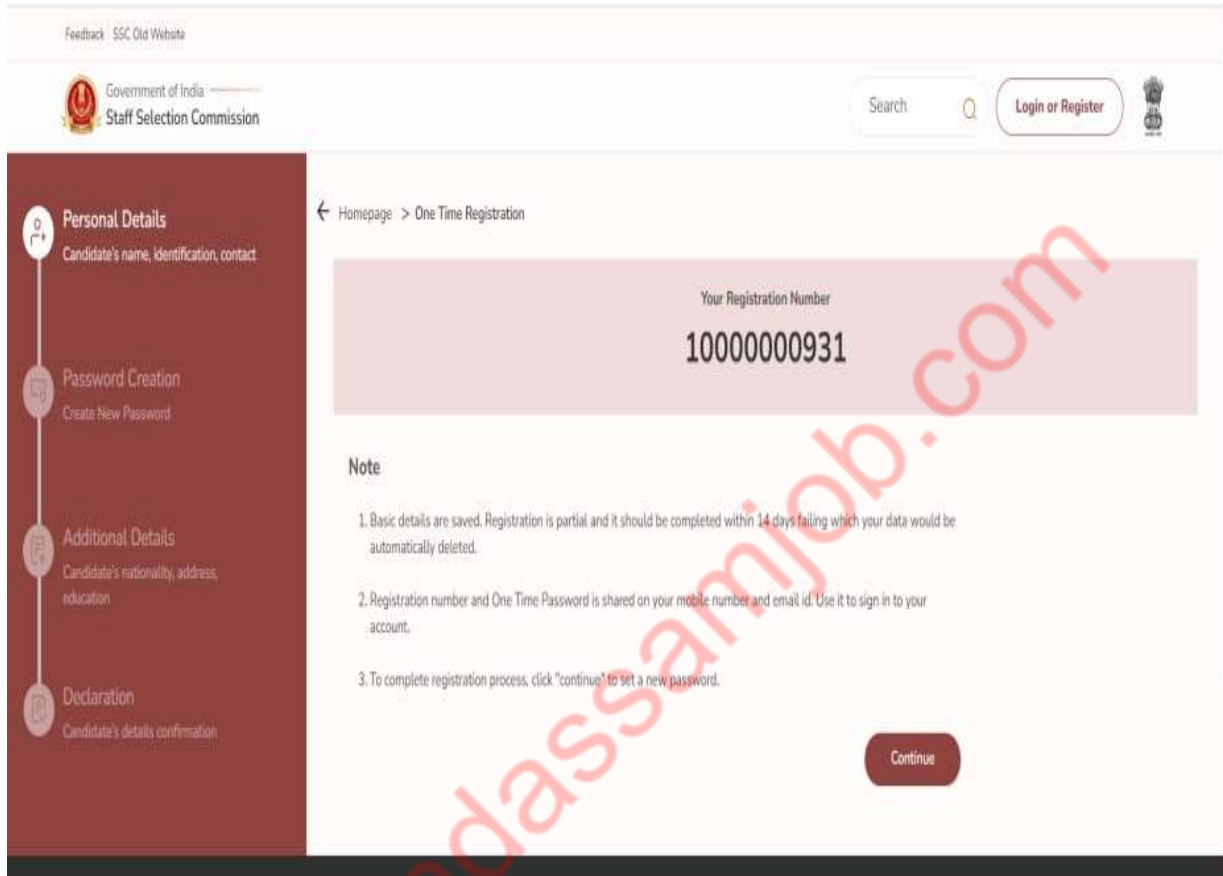 Feedback SSC Old Website
Government of India
Staff Selection Commission
Search
Login or Register
Personal Details
Candidate's name, identification, contact
Password Creation
Create New Password
Additional Details
Candidate's nationality, address,
education
Declaration
Candidate's details confirmation
Homepage > One Time Registration
Your Registration Number
10000000931
Note
1. Basic details are saved. Registration is partial and it should be completed within 14 days failing which your data would be
automatically deleted.
2. Registration number and One Time Password is shared on your mobile number and email id. Use it to sign in to your
account.
3. To complete registration process, click "continue" to set a new password.
Continue
dassamjob.com